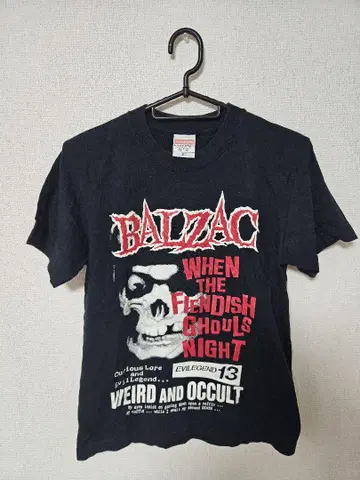 BALZAC
WHEN
THE
FIENDISH
GHOULS
NIGHT
EVILEGEND 13
Curious Lore
and
Evil Legend...
WEIRD AND OCCULT